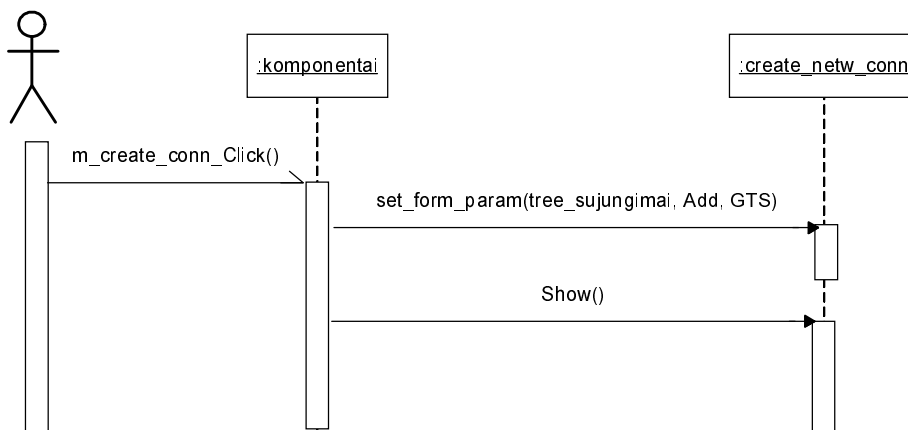 :komponentai
:create_netw_conn
m_create_conn_Click()
set_form_param(tree_sujungimai, Add, GTS)
Show()